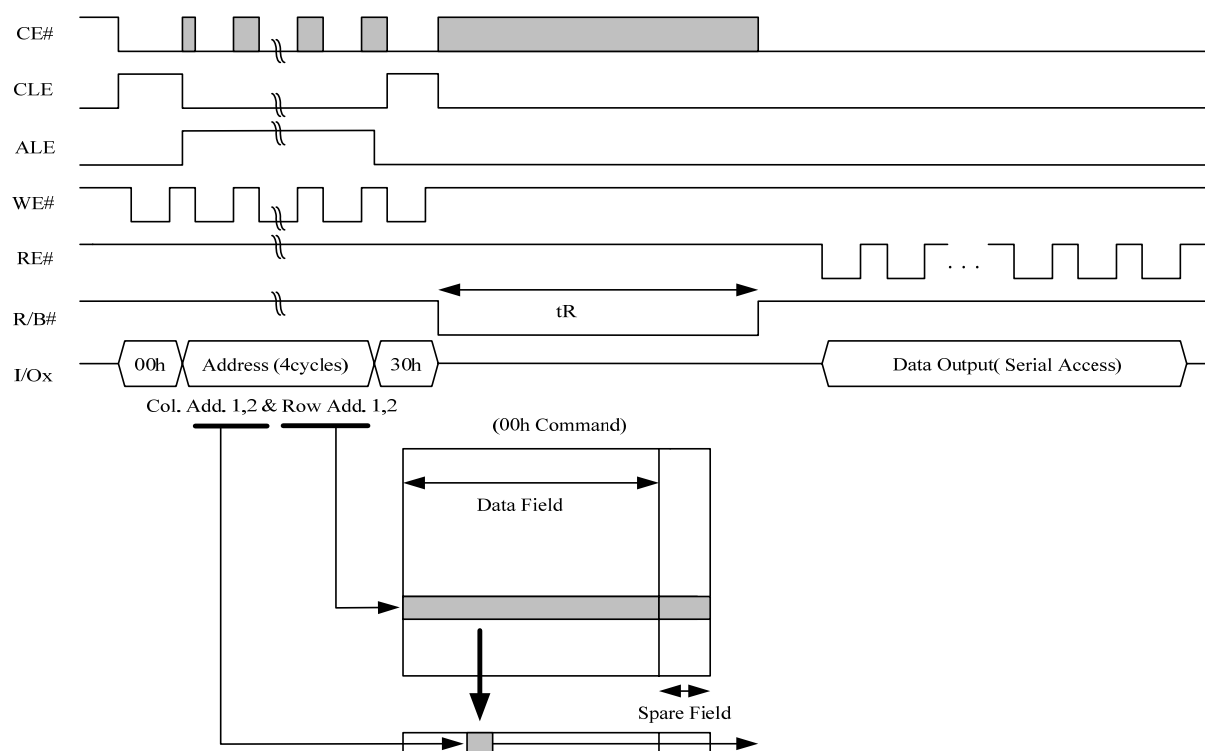 CE#
CLE
ALE
WE#
RE#
. . .
R/B#
tR
I/Ox
00h
Address (4cycles)
30h
Data Output( Serial Access)
Col. Add. 1,2 & Row Add. 1,2
(00h Command)
Data Field
Spare Field